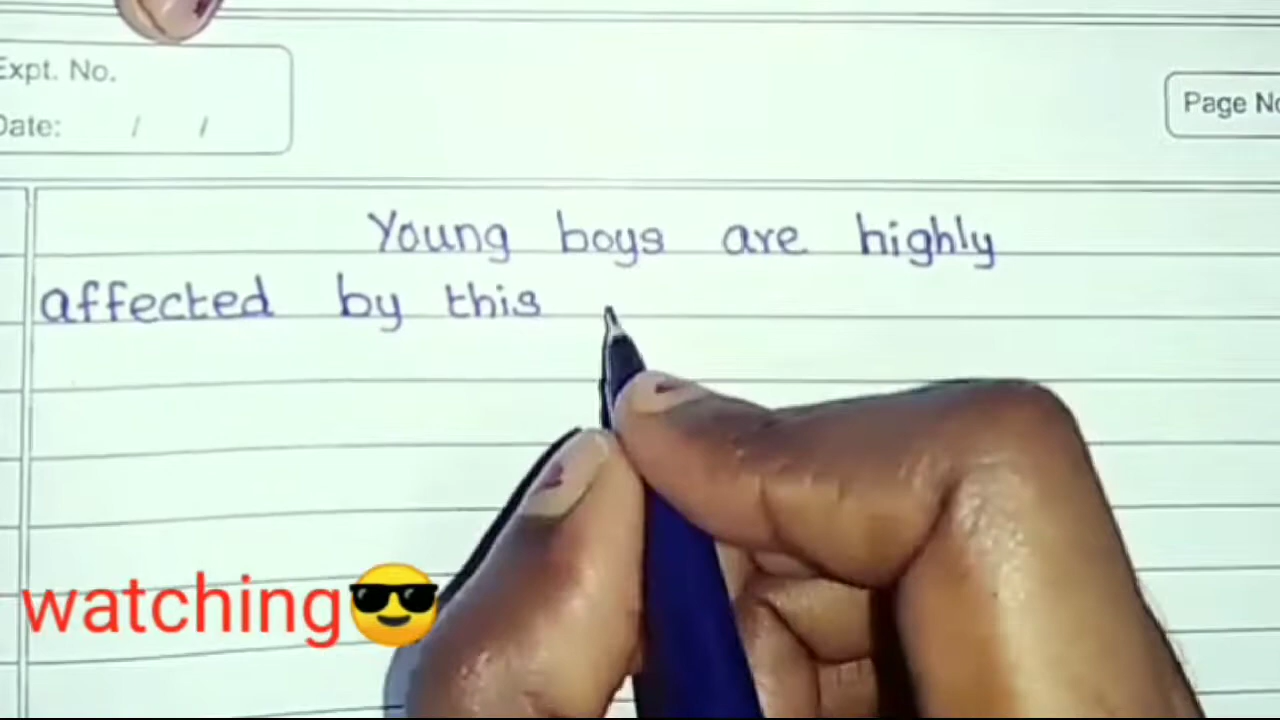 Expt. No.
Date: / /
Page No
Young boys are highly
affected by this
watching😎